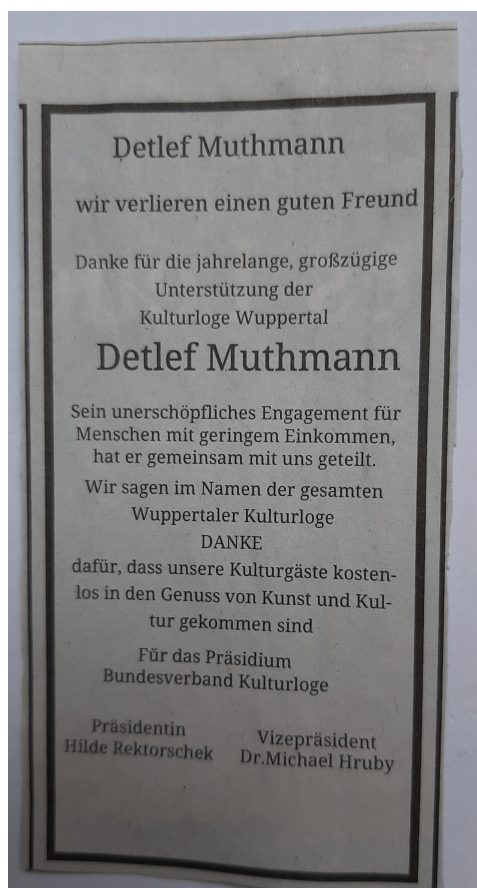 Detlef Muthmann
wir verlieren einen guten Freund
Danke für die jahrelange, großzügige
Unterstützung der
Kulturloge Wuppertal
Detlef Muthmann
Sein unerschöpfliches Engagement für
Menschen mit geringem Einkommen,
hat er gemeinsam mit uns geteilt.
Wir sagen im Namen der gesamten
Wuppertaler Kulturloge
DANKE
dafür, dass unsere Kulturgäste kosten-
los in den Genuss von Kunst und Kul-
tur gekommen sind
Für das Präsidium
Bundesverband Kulturloge
Präsidentin
Hilde Rektorschek
Vizepräsident
Dr.Michael Hruby